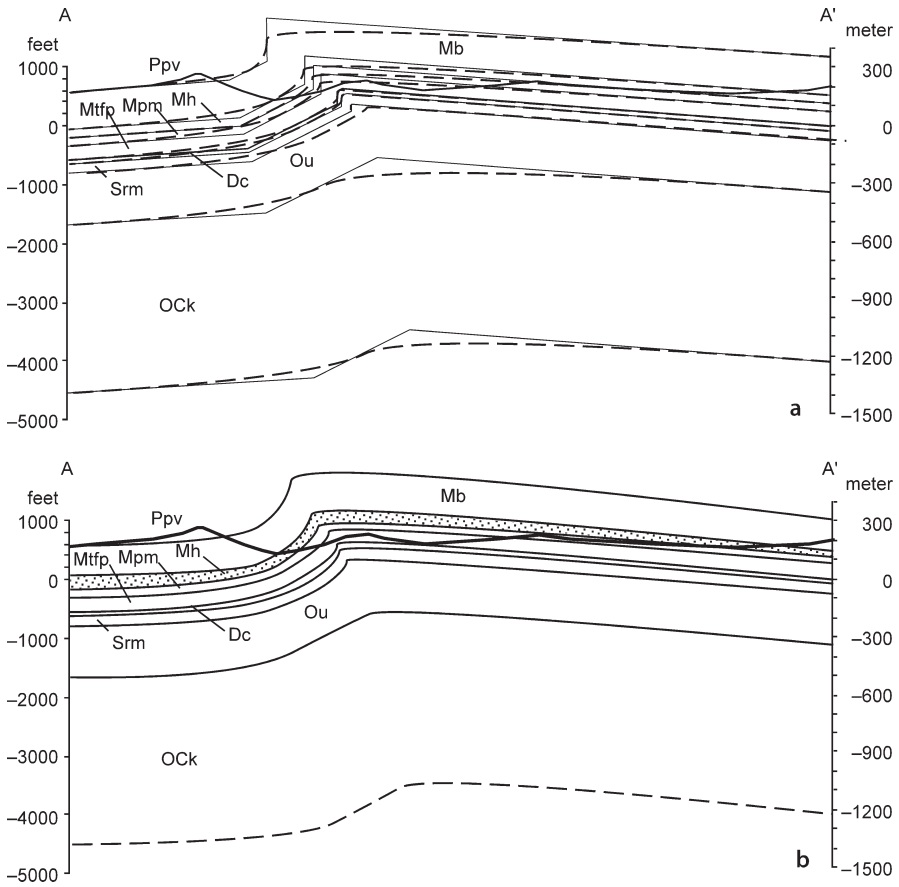 A A'
feet meter
Mb
Ppv
1000 300
Mtfp Mpm Mh
0 0
Ou
Srm Dc
–1000 –300
–2000 –600
OCk
–3000 –900
–4000 –1200
a
–5000 –1500
A A'
feet meter
Mb
Ppv
1000 300
Mtfp Mpm Mh
0 0
Ou
Srm Dc
–1000 –300
–2000 –600
OCk
–3000 –900
–4000 –1200
b
–5000 –1500